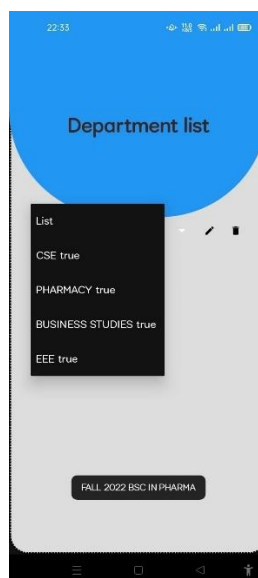 22:33
Department list
List
CSE true
PHARMACY true
BUSINESS STUDIES true
EEE true
FALL 2022 BSC IN PHARMA